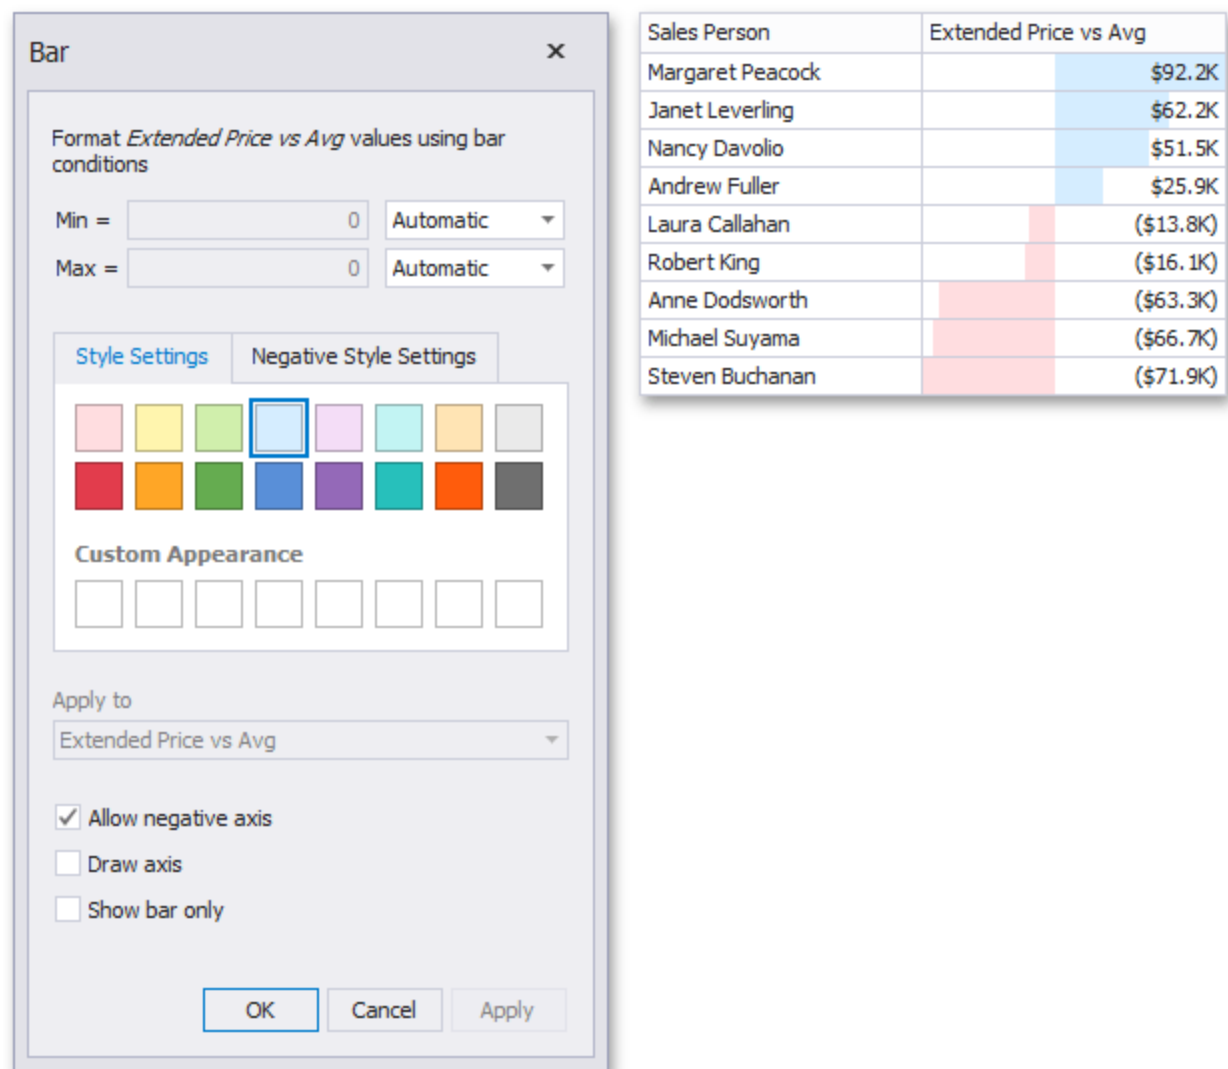 Bar
Format Extended Price vs Avg values using bar
conditions
Min = 0 Automatic
Max = 0 Automatic
Style Settings Negative Style Settings
Custom Appearance
Apply to
Extended Price vs Avg
Allow negative axis
Draw axis
Show bar only
OK Cancel Apply
Sales Person Extended Price vs Avg
Margaret Peacock $92.2K
Janet Leverling $62.2K
Nancy Davolio $51.5K
Andrew Fuller $25.9K
Laura Callahan ($13.8K)
Robert King ($16.1K)
Anne Dodsworth ($63.3K)
Michael Suyama ($66.7K)
Steven Buchanan ($71.9K)